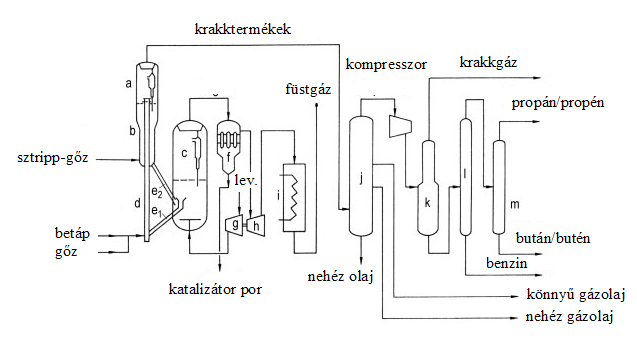 krakktermékek
kompresszor
krakkgáz
füstgáz
propán/propén
a
b
c
f
sztripp-gőz
lev.
e2
e1
d
g
h
i
j
k
l
m
betáp
gőz
bután/butén
benzin
nehéz olaj
katalizátor por
könnyű gázolaj
nehéz gázolaj